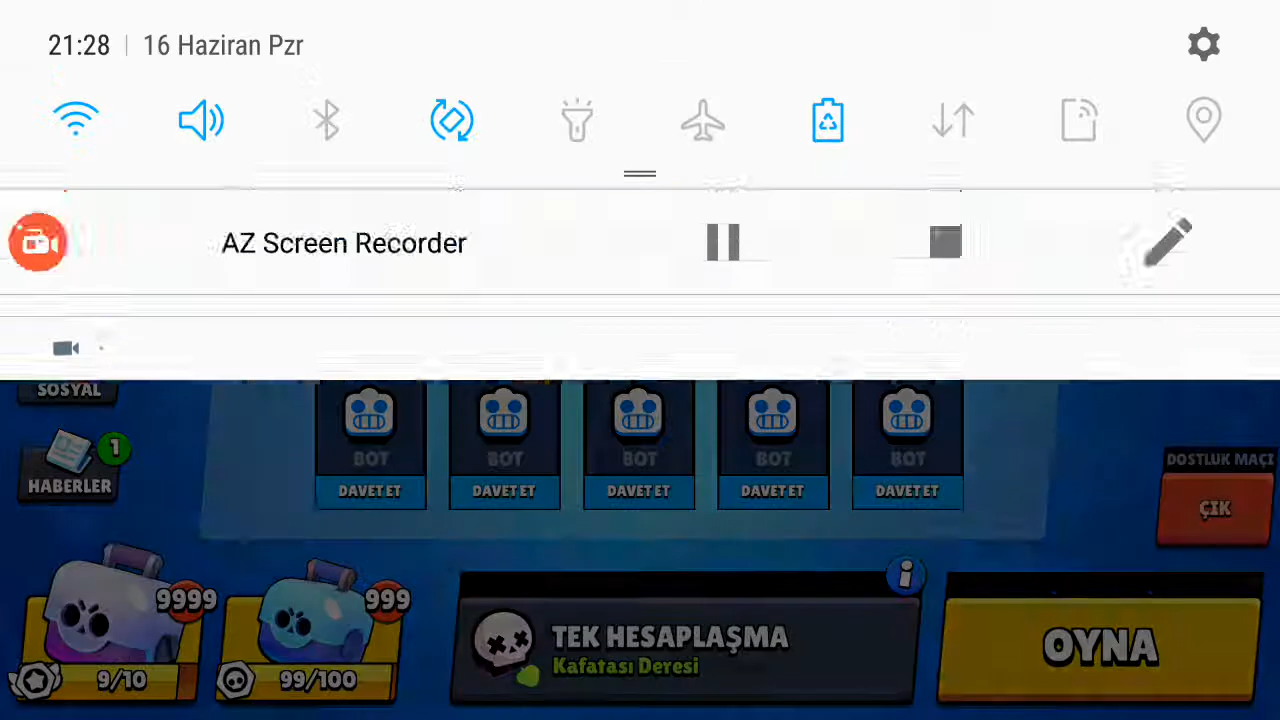 21:28 | 16 Haziran Pzr
AZ Screen Recorder
SOSYAL
BOT BOT BOT BOT BOT
DAVET ET DAVET ET DAVET ET DAVET ET DAVET ET
1
HABERLER
DOSTLUK MAÇI
ÇIK
9999
9/10
999
99/100
i
TEK HESAPLAŞMA
Kafatası Deresi
OYNA